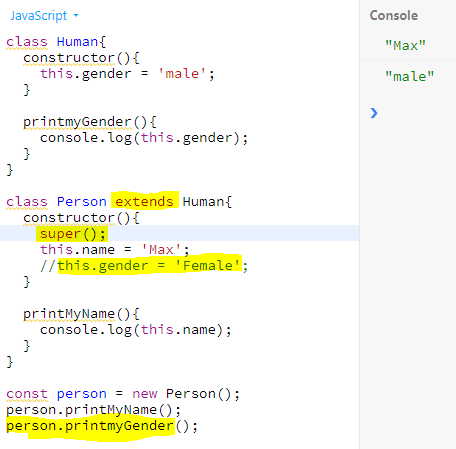 JavaScript
Console
class Human{
  constructor(){
    this.gender = 'male';
  }
  printmyGender(){
    console.log(this.gender);
  }
}
class Person extends Human{
  constructor(){
    super();
    this.name = 'Max';
    //this.gender = 'Female';
  }
  printMyName(){
    console.log(this.name);
  }
}
const person = new Person();
person.printMyName();
person.printmyGender();
"Max"
"male"